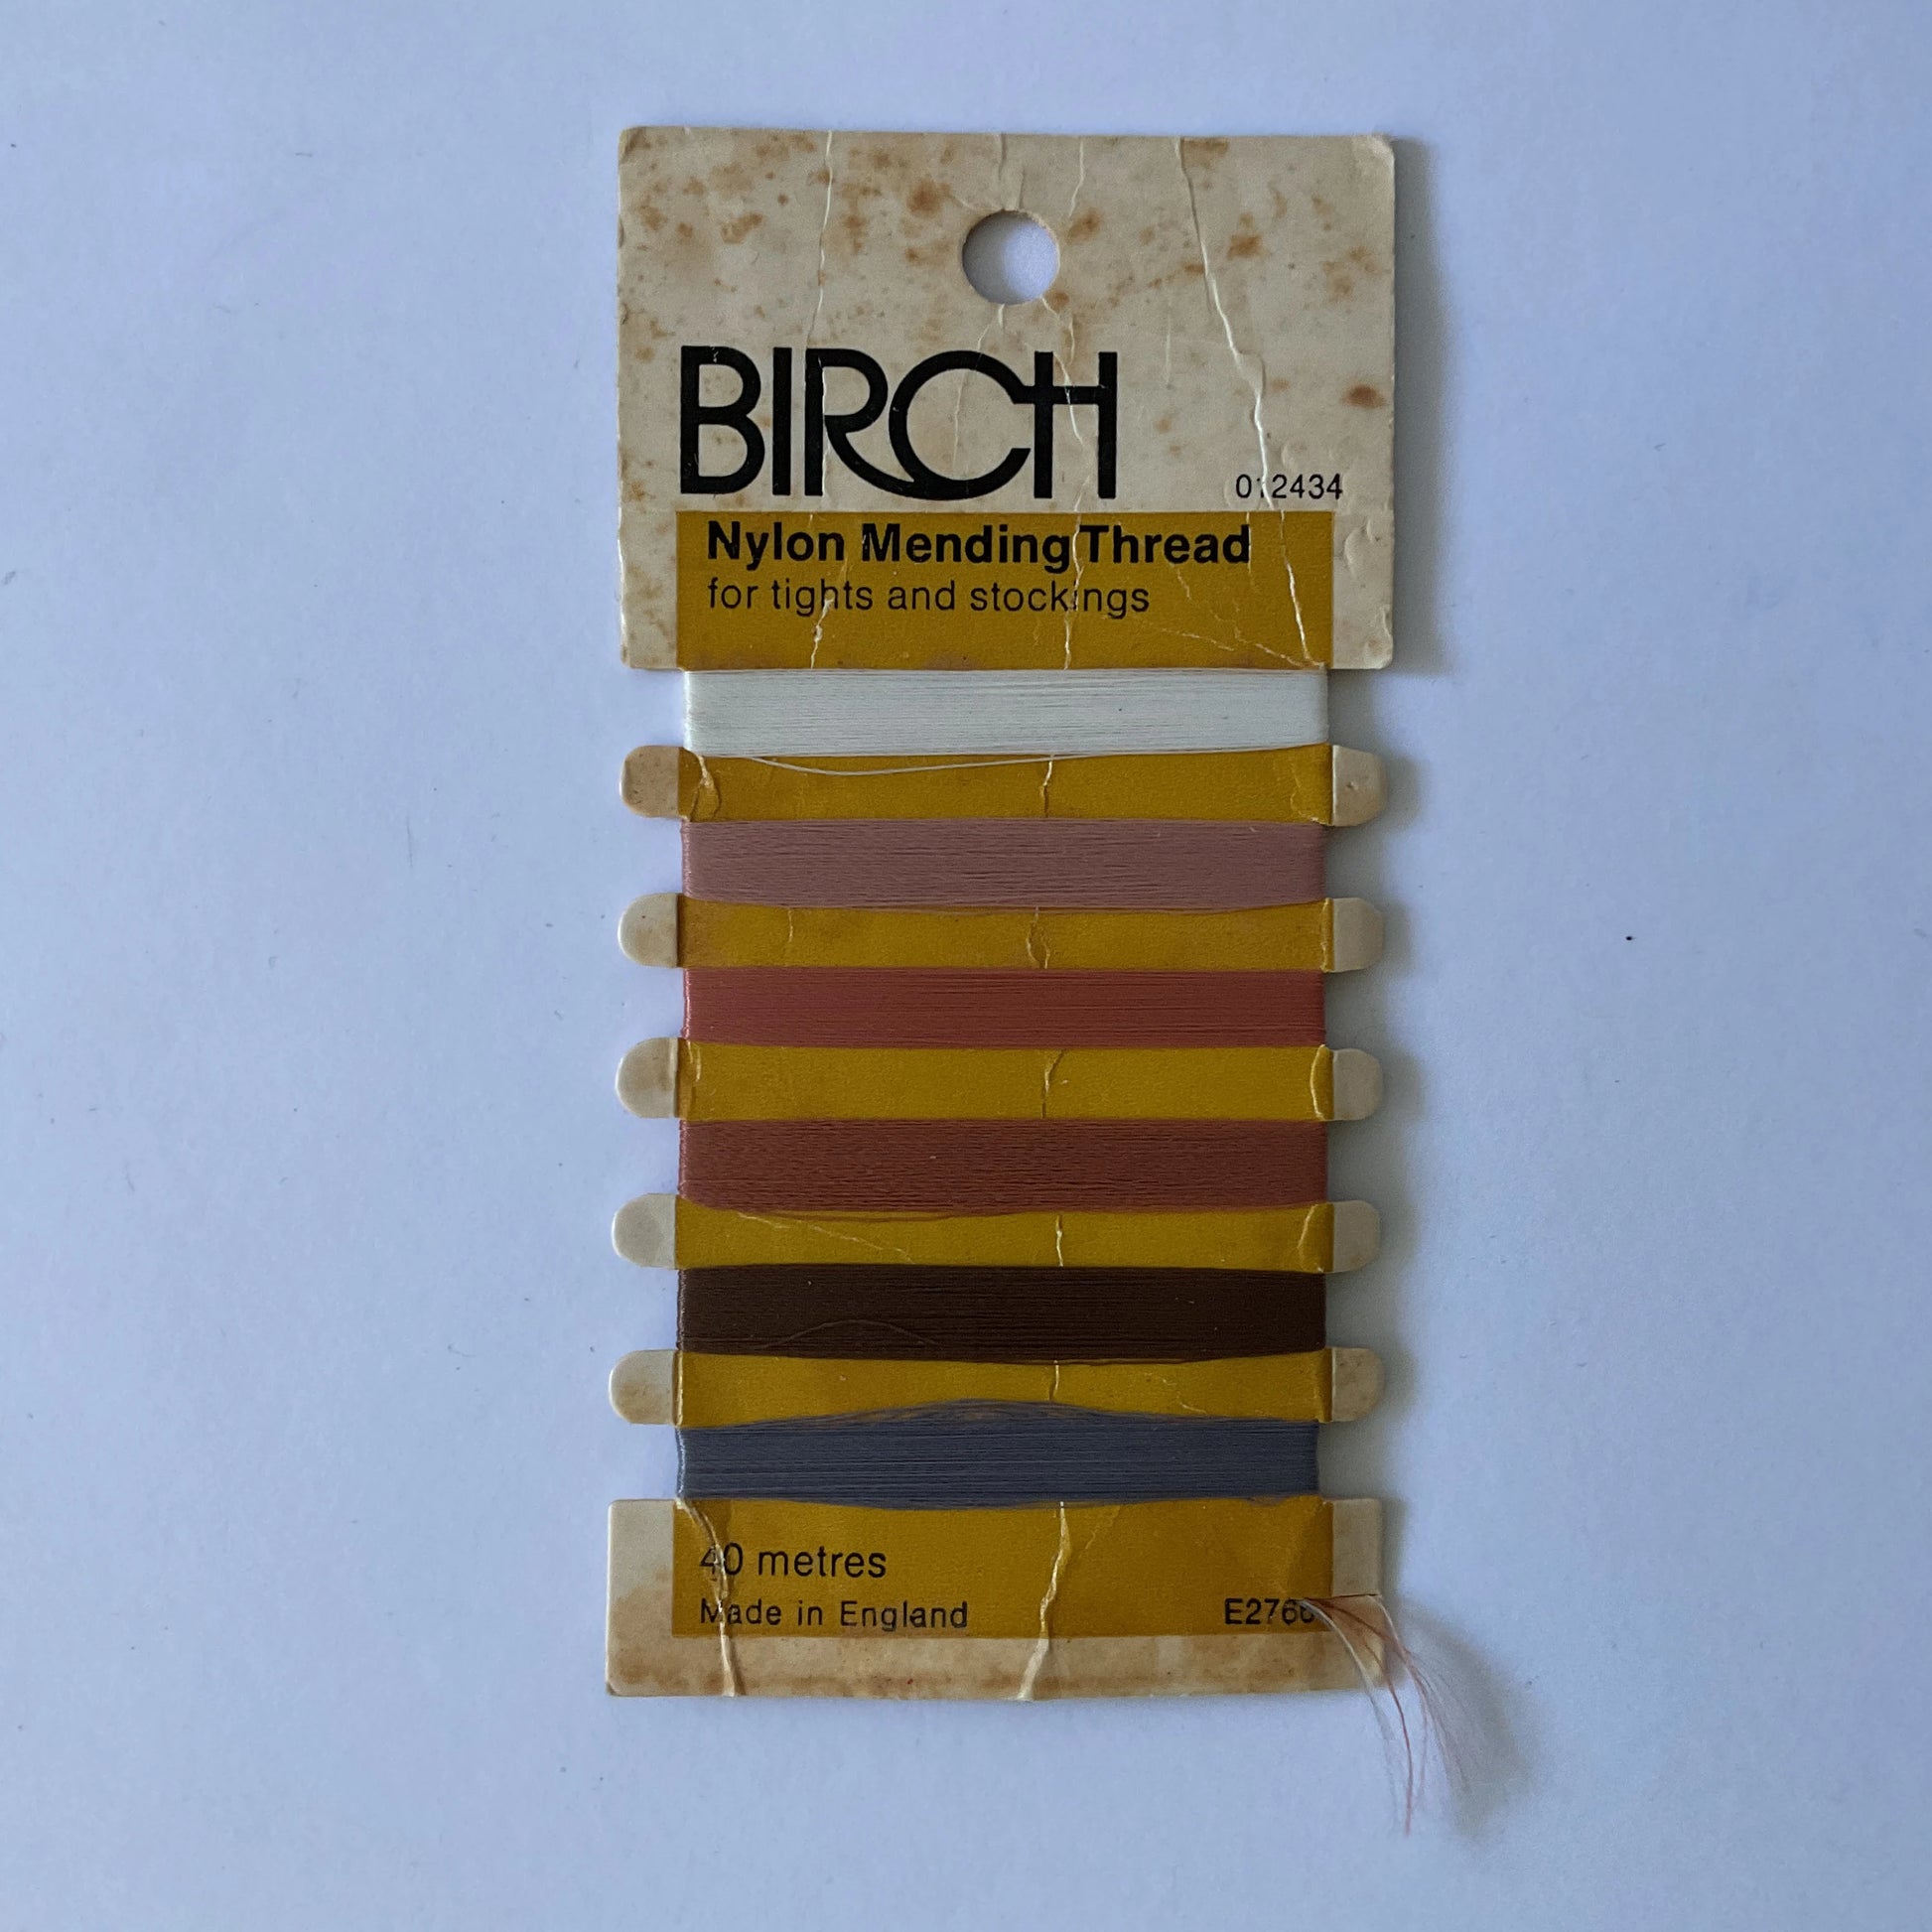 BIRCH
012434
Nylon Mending Thread
for tights and stockings
40 metres
Made in England